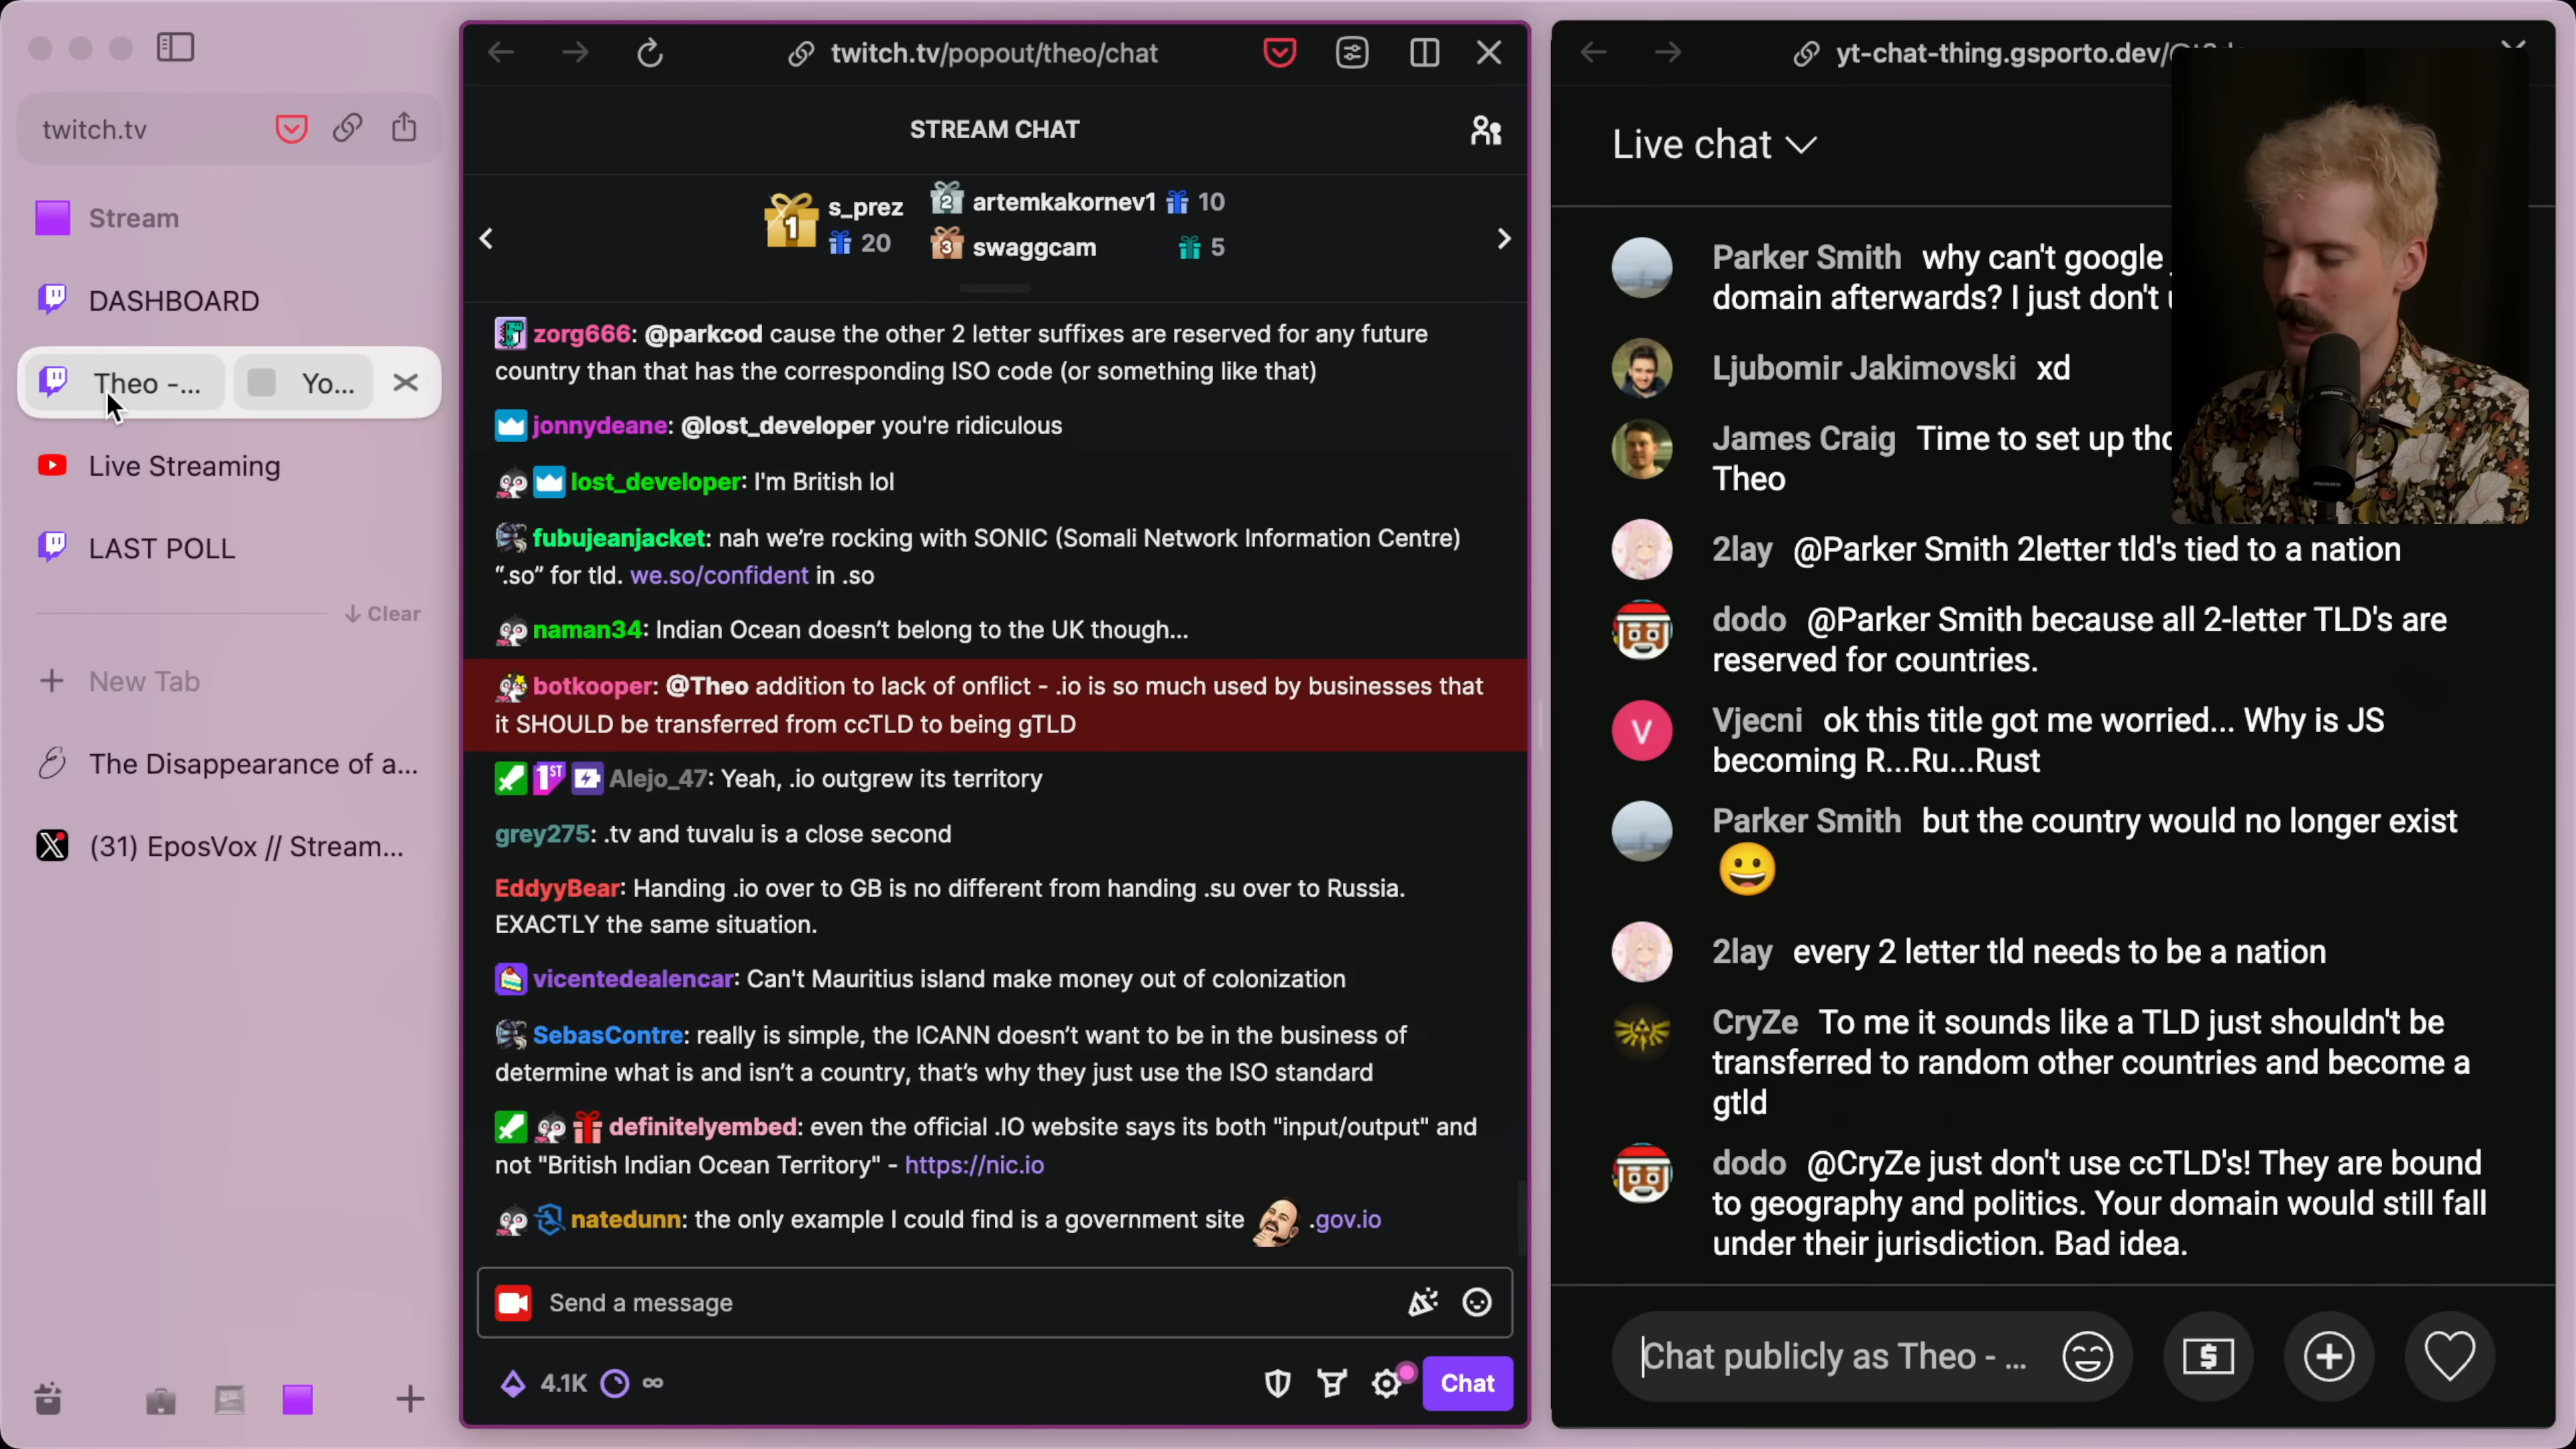 twitch.tv
Stream
DASHBOARD
Theo -...
Yo...
Live Streaming
LAST POLL
Clear
New Tab
The Disappearance of a...
(31) EposVox // Stream...
twitch.tv/popout/theo/chat
STREAM CHAT
1
s_prez
20
2
artemkakornev1
10
3
swaggcam
5
zorg666: @parkcod cause the other 2 letter suffixes are reserved for any future
country than that has the corresponding ISO code (or something like that)
jonnydeane: @lost_developer you're ridiculous
lost_developer: I'm British lol
fubujeanjacket: nah we're rocking with SONIC (Somali Network Information Centre)
“.so” for tld. we.so/confident in .so
naman34: Indian Ocean doesn't belong to the UK though...
botkooper: @Theo addition to lack of onflict - .io is so much used by businesses that
it SHOULD be transferred from ccTLD to being gTLD
1ST Alejo_47: Yeah, .io outgrew its territory
grey275: .tv and tuvalu is a close second
EddyyBear: Handing .io over to GB is no different from handing .su over to Russia.
EXACTLY the same situation.
vicentedealencar: Can't Mauritius island make money out of colonization
SebasContre: really is simple, the ICANN doesn't want to be in the business of
determine what is and isn't a country, that's why they just use the ISO standard
definitelyembed: even the official .IO website says its both "input/output" and
not "British Indian Ocean Territory" - https://nic.io
natedunn: the only example I could find is a government site .gov.io
Send a message
4.1K
∞
Chat
yt-chat-thing.gsporto.dev/
Live chat
Parker Smith why can't google
domain afterwards? I just don't
Ljubomir Jakimovski xd
James Craig Time to set up
Theo
2lay @Parker Smith 2letter tld's tied to a nation
dodo @Parker Smith because all 2-letter TLD's are
reserved for countries.
V
Vjecni ok this title got me worried... Why is JS
becoming R...Ru...Rust
Parker Smith but the country would no longer exist
😀
2lay every 2 letter tld needs to be a nation
CryZe To me it sounds like a TLD just shouldn't be
transferred to random other countries and become a
gtld
dodo @CryZe just don't use ccTLD's! They are bound
to geography and politics. Your domain would still fall
under their jurisdiction. Bad idea.
Chat publicly as Theo - ...
$